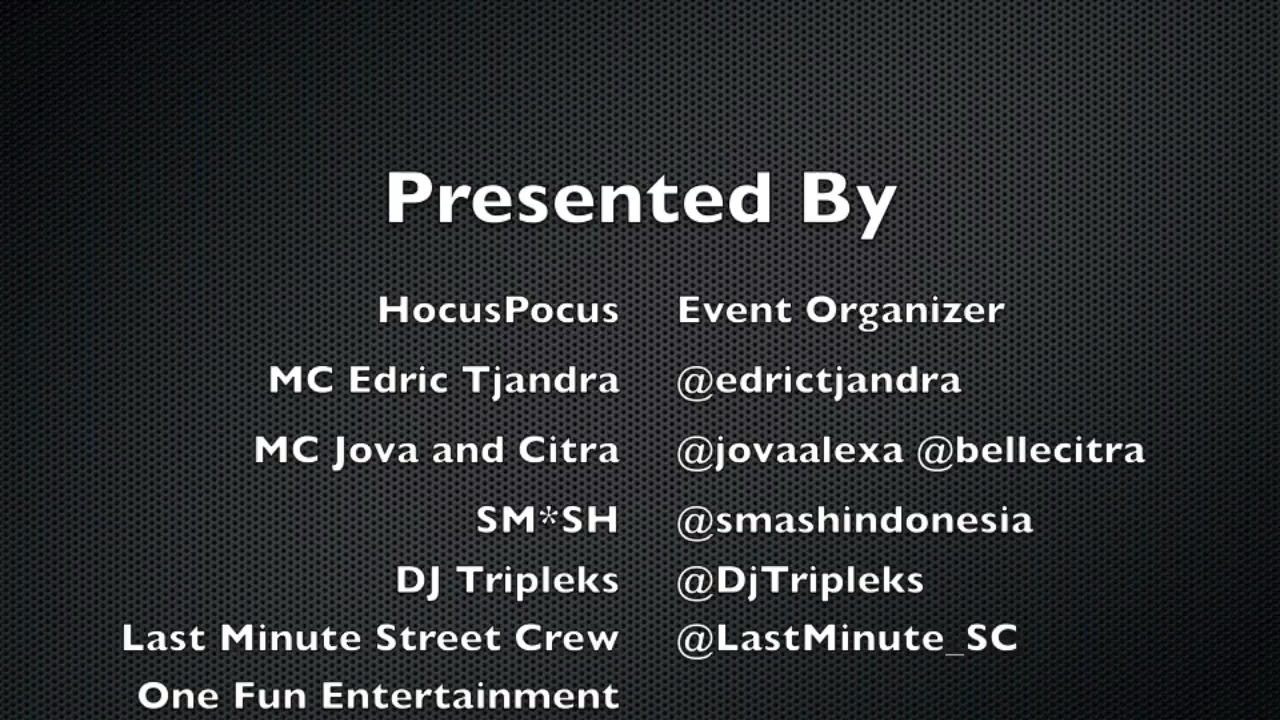 Presented By
HocusPocus Event Organizer
MC Edric Tjandra @edrictjandra
MC Jova and Citra @jovaalexa @bellecitra
SM*SH @smashindonesia
DJ Tripleks @DjTripleks
Last Minute Street Crew @LastMinute_SC
One Fun Entertainment